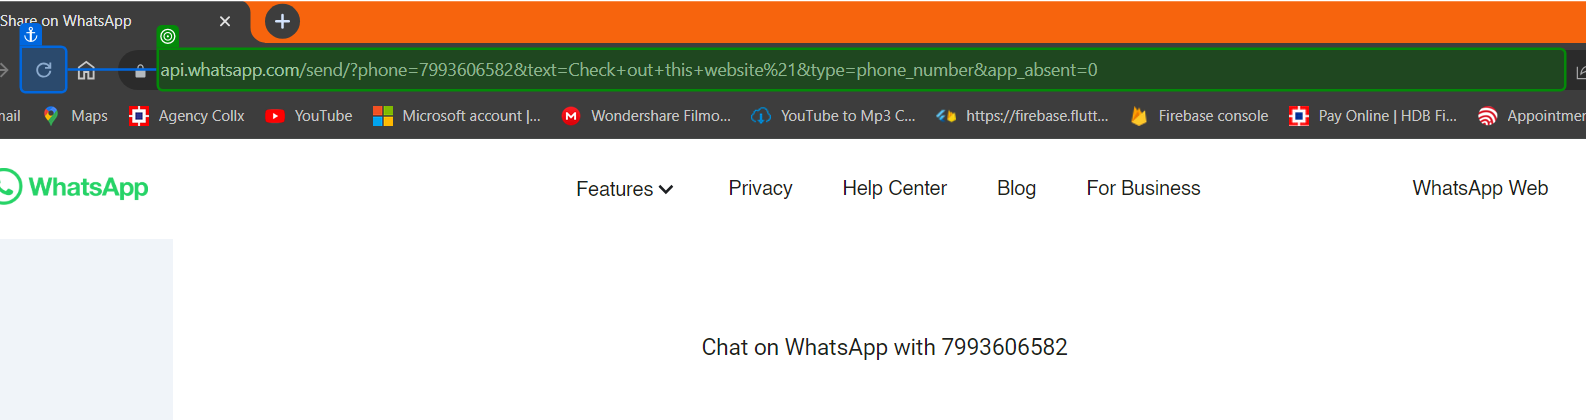 Share on WhatsApp
api.whatsapp.com/send/?phone=7993606582&text=Check+out+this+website%21&type=phone_number&app_absent=0
nail Maps Agency Collx YouTube Microsoft account |... Wondershare Filmo... YouTube to Mp3 C... https://firebase.flutt... Firebase console Pay Online | HDB Fi... Appointmen
WhatsApp Features Privacy Help Center Blog For Business WhatsApp Web
Chat on WhatsApp with 7993606582